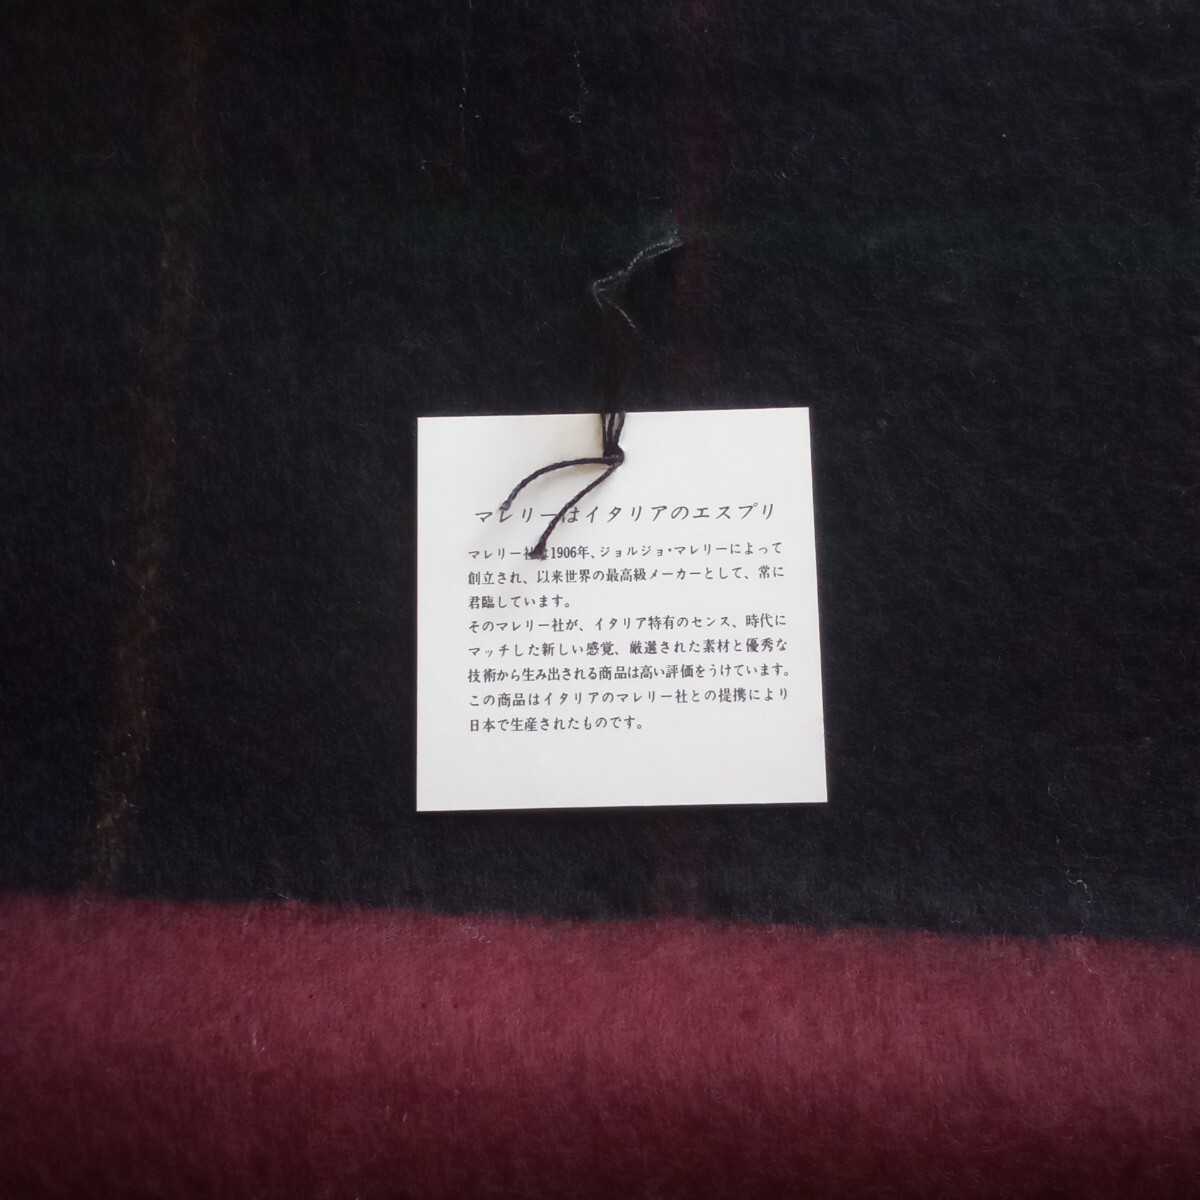 マレリーはイタリアのエスプリ
マレリー社は1906年、ジョルジョ・マレリーによって
創立され、以来世界の最高級メーカーとして、常に
君臨しています。
そのマレリー社が、イタリア特有のセンス、時代に
マッチした新しい感覚、厳選された素材と優秀な
技術から生み出される商品は高い評価をうけています。
この商品はイタリアのマレリー社との提携により
日本で生産されたものです。